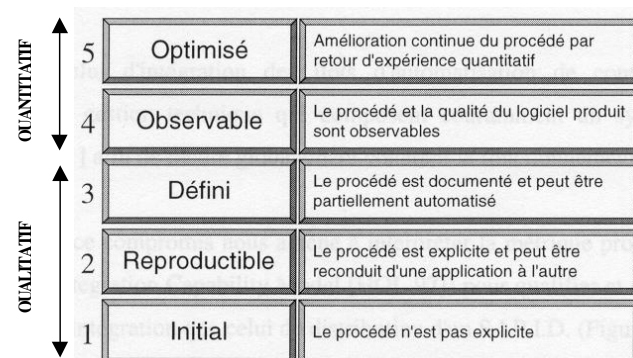 QUANTITATIF
5 Optimisé
Amélioration continue du procédé par
retour d'expérience quantitatif
4 Observable
Le procédé et la qualité du logiciel produit
sont observables
QUALITATIF
3 Défini
Le procédé est documenté et peut être
partiellement automatisé
2 Reproductible
Le procédé est explicite et peut être
reconduit d'une application à l'autre
1 Initial
Le procédé n'est pas explicite